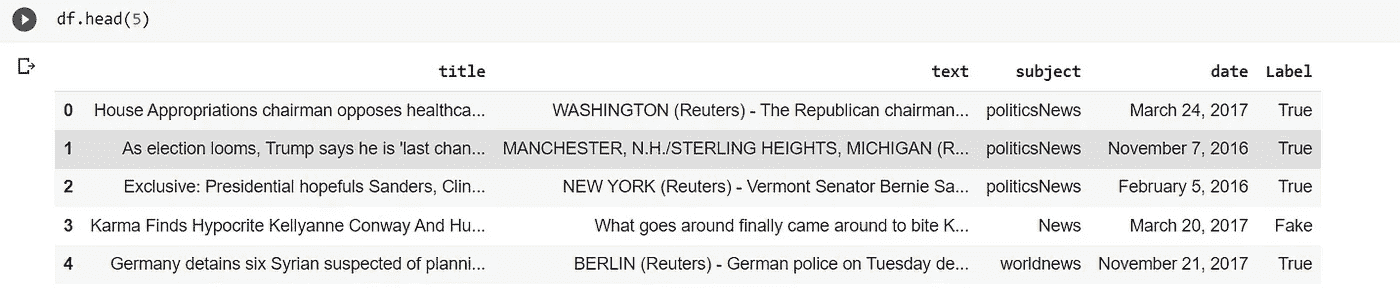 df.head(5)
title text subject date Label
0 House Appropriations chairman opposes healthca... WASHINGTON (Reuters) - The Republican chairman... politicsNews March 24, 2017 True
1 As election looms, Trump says he is 'last chan... MANCHESTER, N.H./STERLING HEIGHTS, MICHIGAN (R... politicsNews November 7, 2016 True
2 Exclusive: Presidential hopefuls Sanders, Clin... NEW YORK (Reuters) - Vermont Senator Bernie Sa... politicsNews February 5, 2016 True
3 Karma Finds Hypocrite Kellyanne Conway And Hu... What goes around finally came around to bite K... News March 20, 2017 Fake
4 Germany detains six Syrian suspected of planni... BERLIN (Reuters) - German police on Tuesday de... worldnews November 21, 2017 True